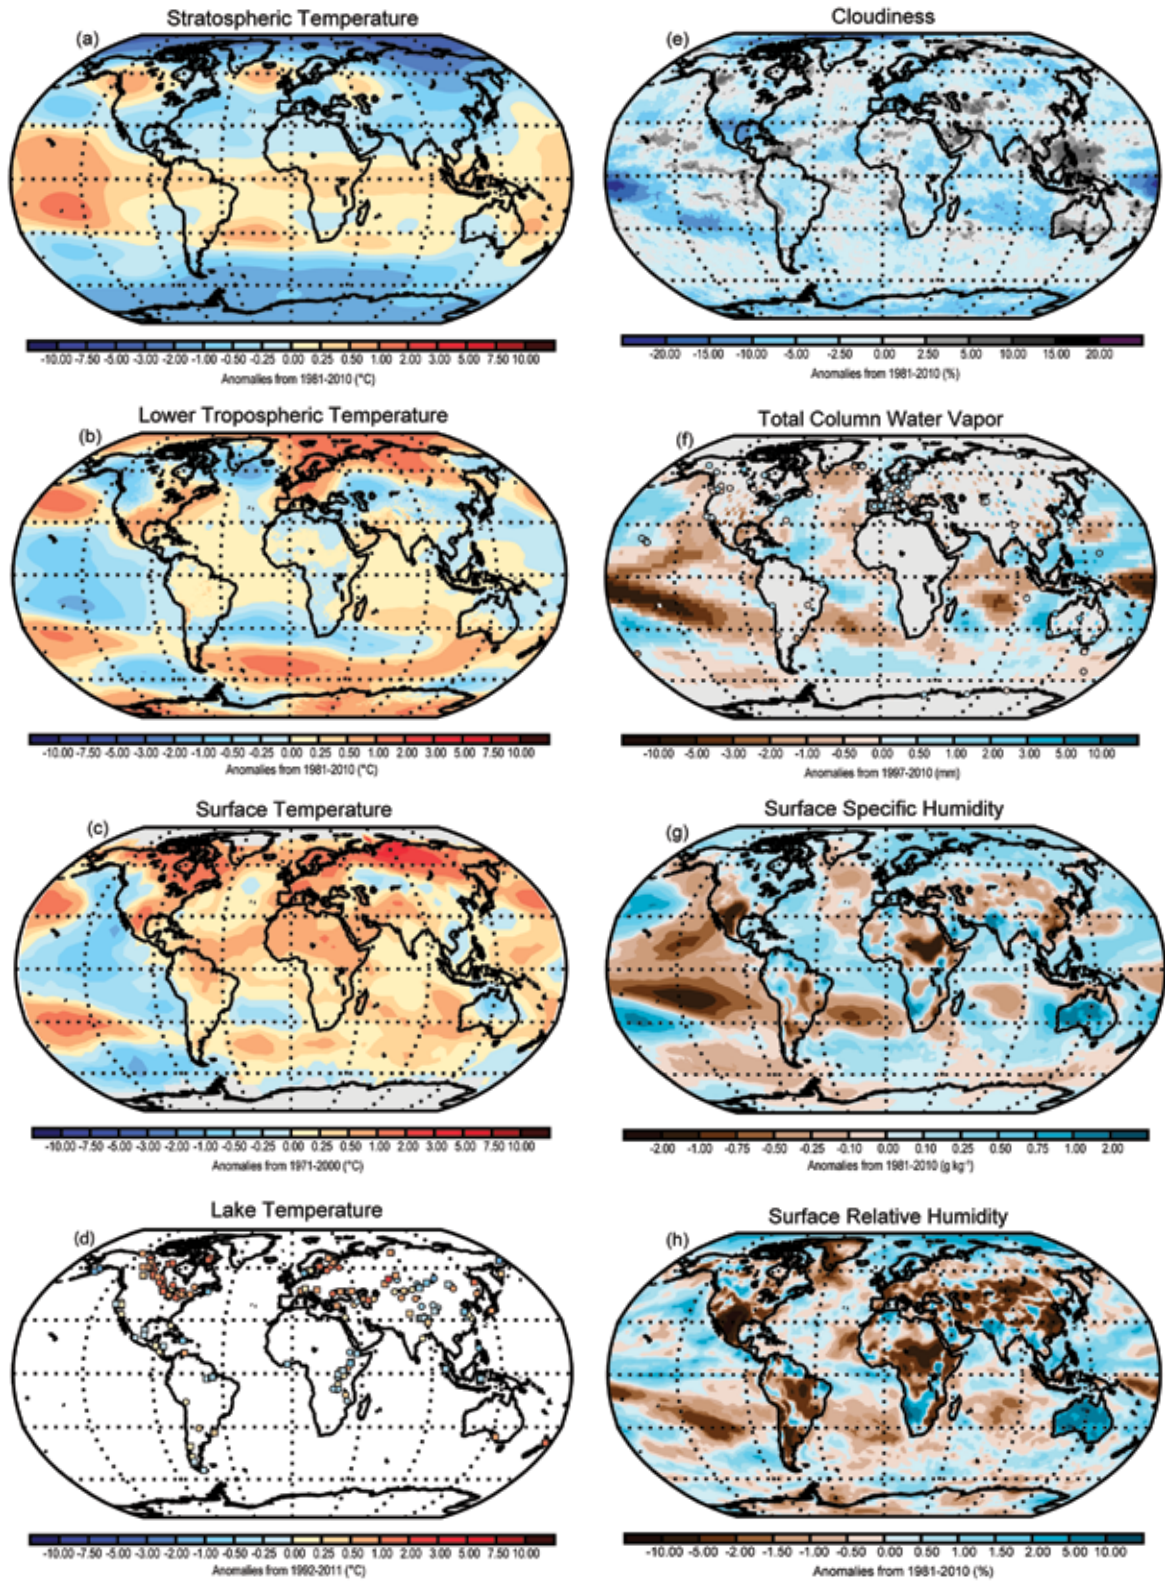 Stratospheric Temperature
(a)
-10.00 -7.50 -5.00 -3.00 -2.00 -1.00 -0.50 -0.25 0.00 0.25 0.50 1.00 2.00 3.00 5.00 7.50 10.00
Anomalies from 1981-2010 (°C)
Lower Tropospheric Temperature
(b)
-10.00 -7.50 -5.00 -3.00 -2.00 -1.00 -0.50 -0.25 0.00 0.25 1.00 2.00 3.00 5.00 7.50 10.00
Anomalies from 1981-2010 (°C)
Surface Temperature
(c)
-10.00 -7.50 -5.00 -3.00 -2.00 -1.00 -0.50 -0.25 0.00 0.25 1.00 2.00 3.00 5.00 7.50 10.00
Anomalies from 1971-2000 (°C)
Lake Temperature
(d)
-10.00 -7.50 -5.00 -3.00 -2.00 -1.00 -0.50 -0.25 0.00 0.25 0.50 1.00 2.00 3.00 5.00 7.50 10.00
Anomalies from 1992-2011 (°C)
Cloudiness
(e)
-20.00 -15.00 -10.00 -5.00 -2.50 0.00 2.50 5.00 10.00 15.00 20.00
Anomalies from 1981-2010 (%)
Total Column Water Vapor
(f)
-10.00 -5.00 -3.00 -2.00 -1.00 -0.50 0.00 0.50 1.00 2.00 3.00 5.00 10.00
Anomalies from 1997-2010 (mm)
Surface Specific Humidity
(g)
-2.00 -1.00 -0.75 -0.50 -0.25 -0.10 0.00 0.10 0.25 0.50 0.75 1.00 2.00
Anomalies from 1981-2010 (g kg⁻¹)
Surface Relative Humidity
(h)
-10.00 -5.00 -2.00 -1.50 -1.00 -0.50 0.00 0.50 1.00 1.50 2.00 5.00 10.00
Anomalies from 1981-2010 (%)